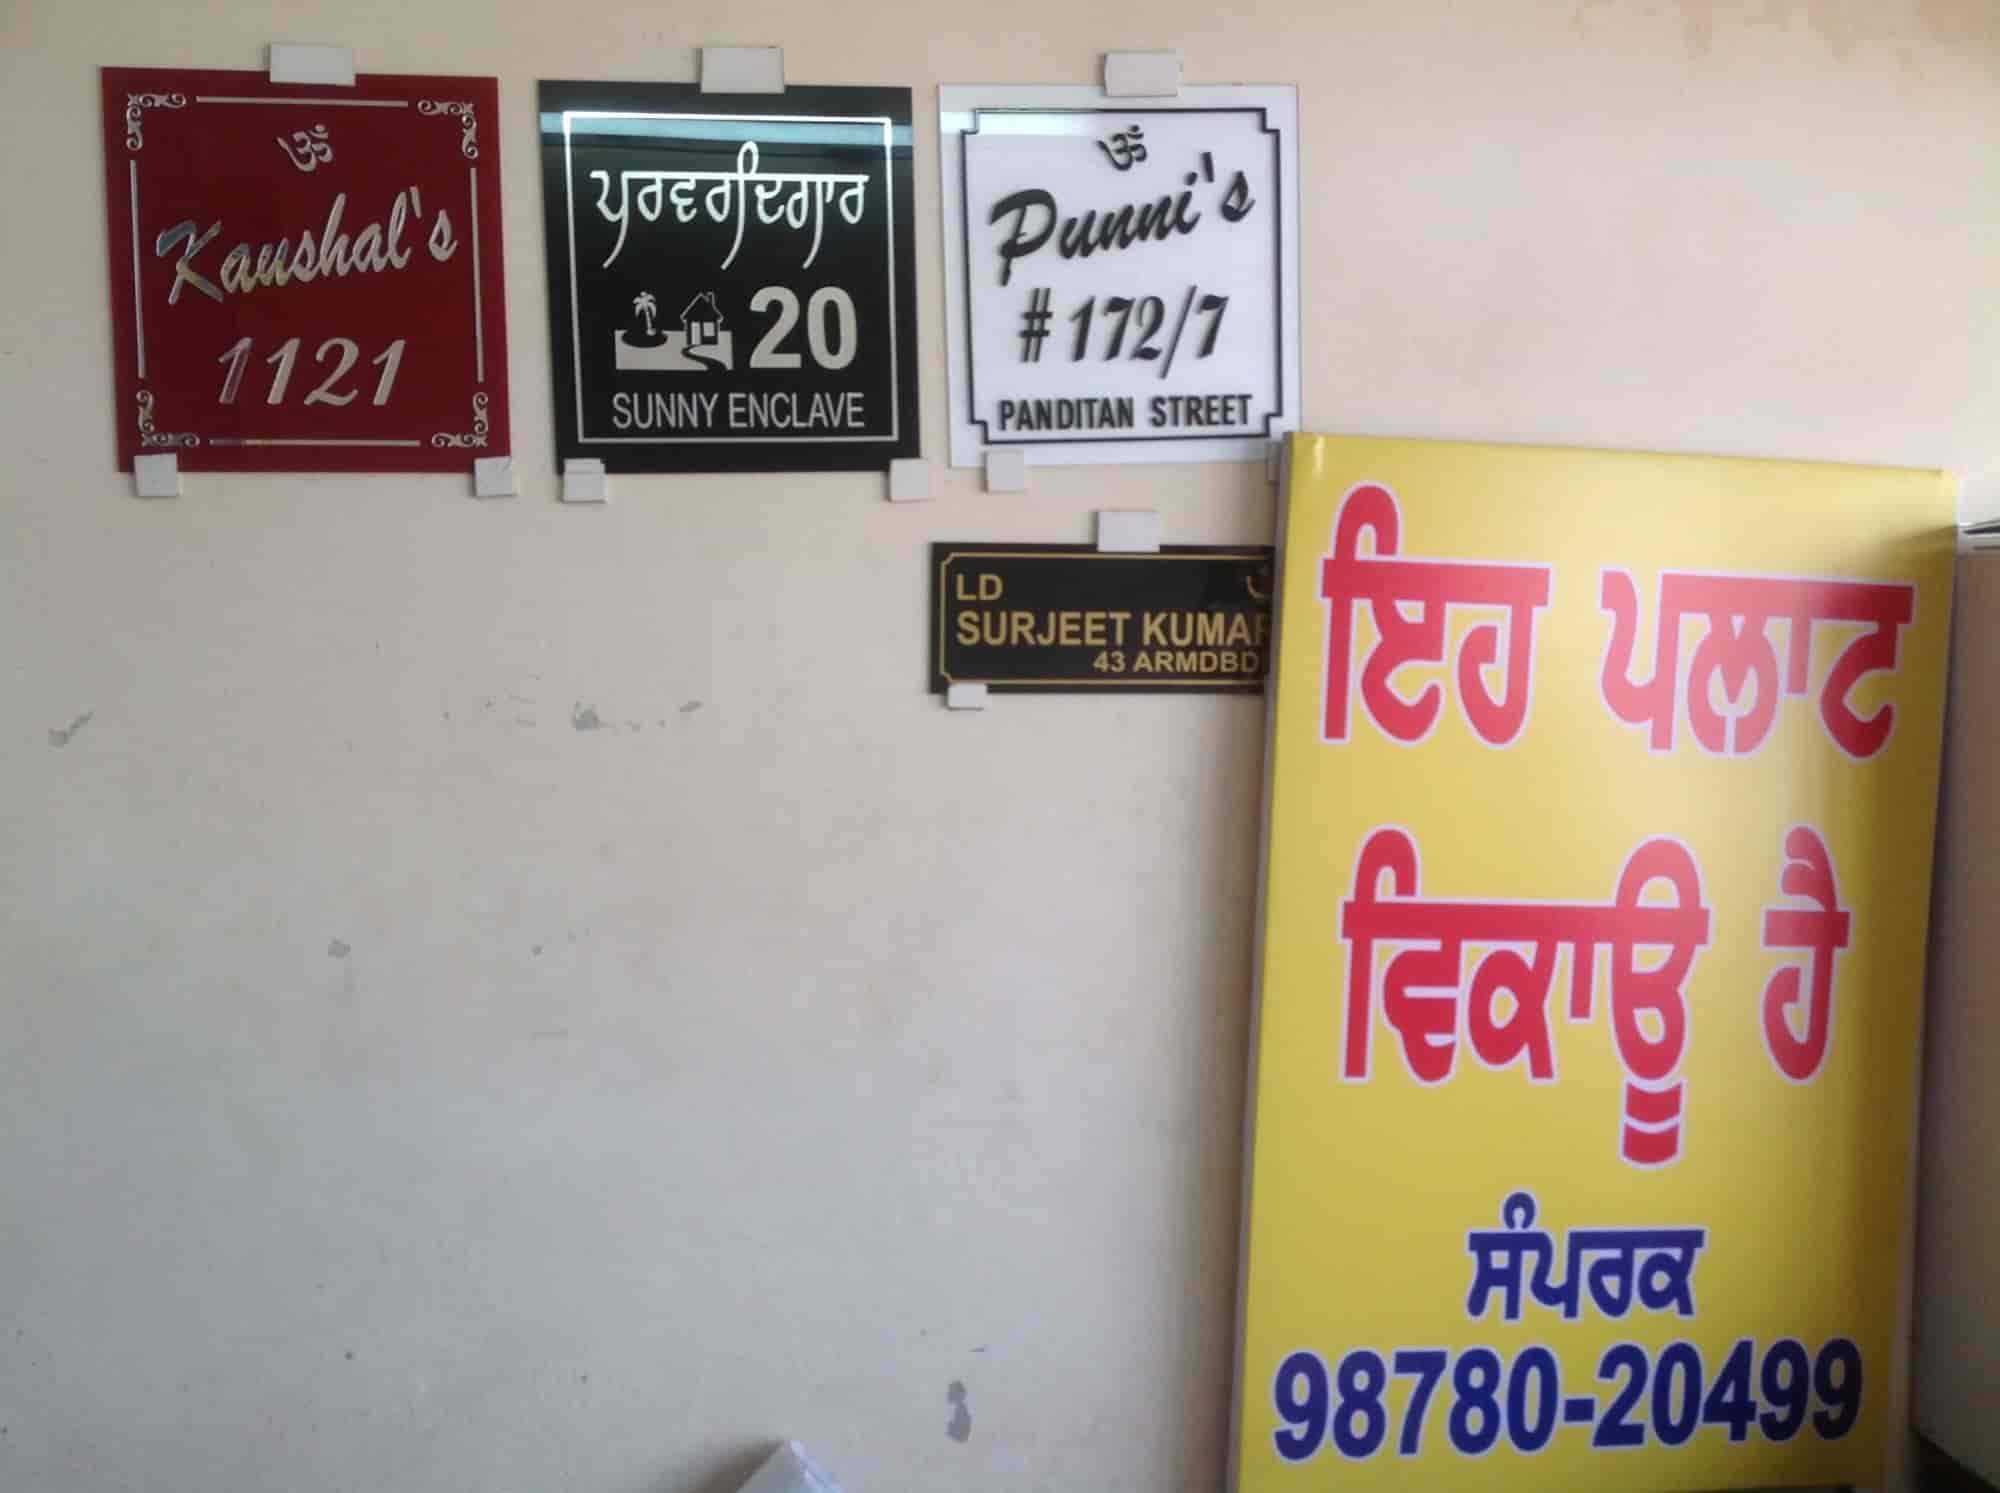 ॐ
Kaushal's
1121
ਪਰਵਰਦਿਗਾਰ
20
SUNNY ENCLAVE
ॐ
Punni's
# 172/7
PANDITAN STREET
LD
SURJEET KUMAR
43 ARMDBD
ਇਹ ਪਲਾਟ
ਵਿਕਾਊ ਹੈ
ਸੰਪਰਕ
98780-20499